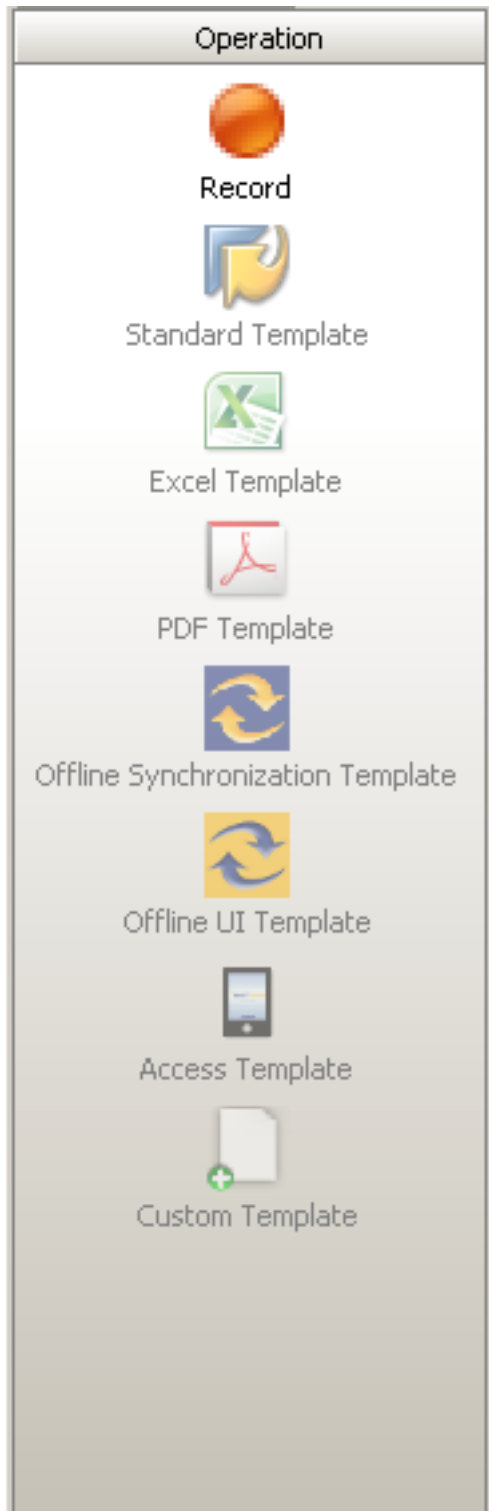 Operation
Record
Standard Template
Excel Template
PDF Template
Offline Synchronization Template
Offline UI Template
Access Template
Custom Template